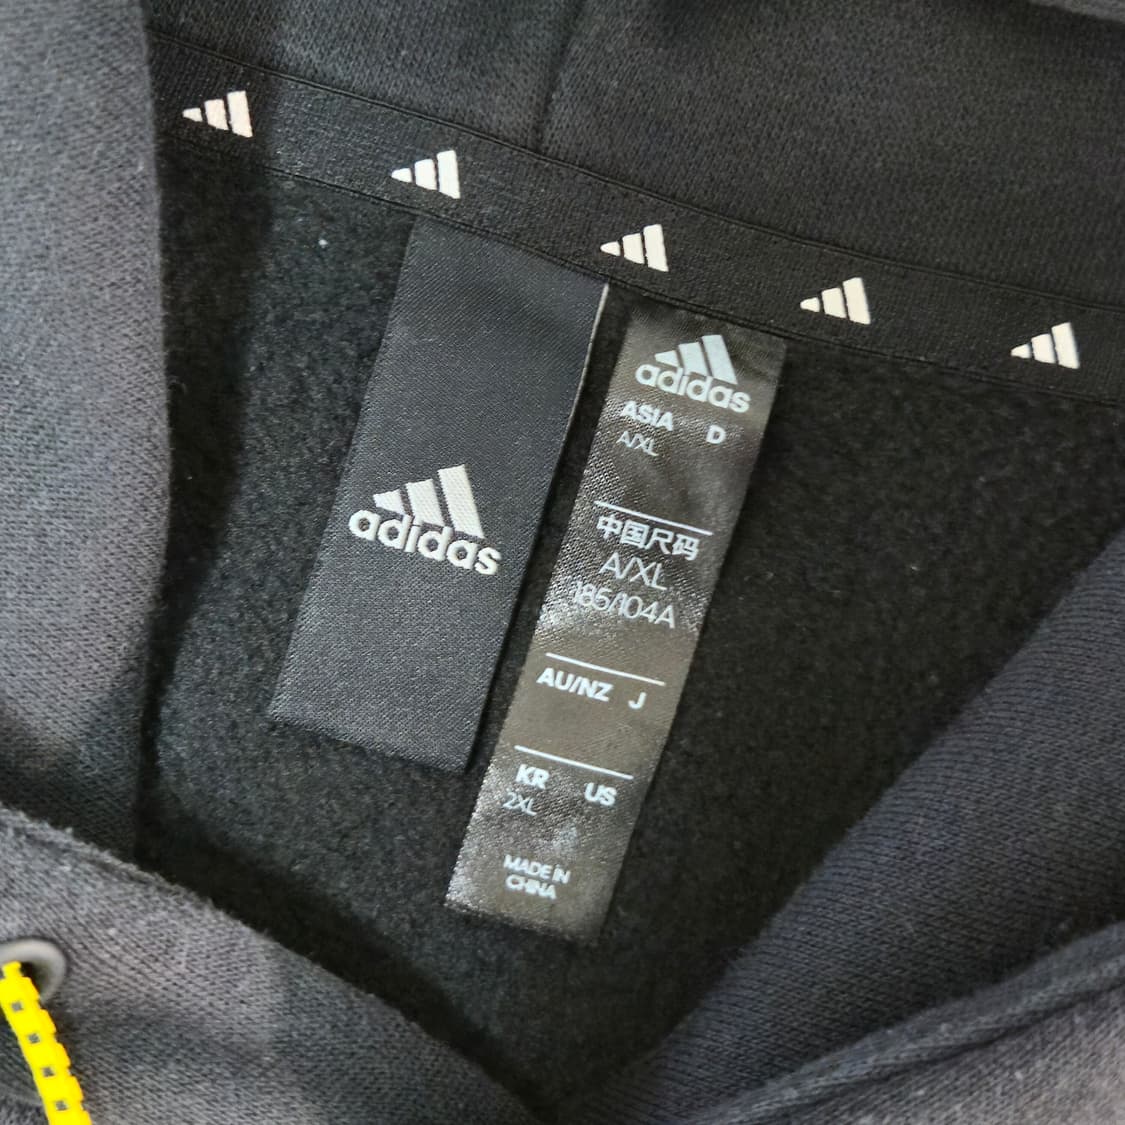 adidas
adidas
ASIA D
A/XL
中国尺码
A/XL
185/104A
AU/NZ J
KR US
2XL
MADE IN
CHINA